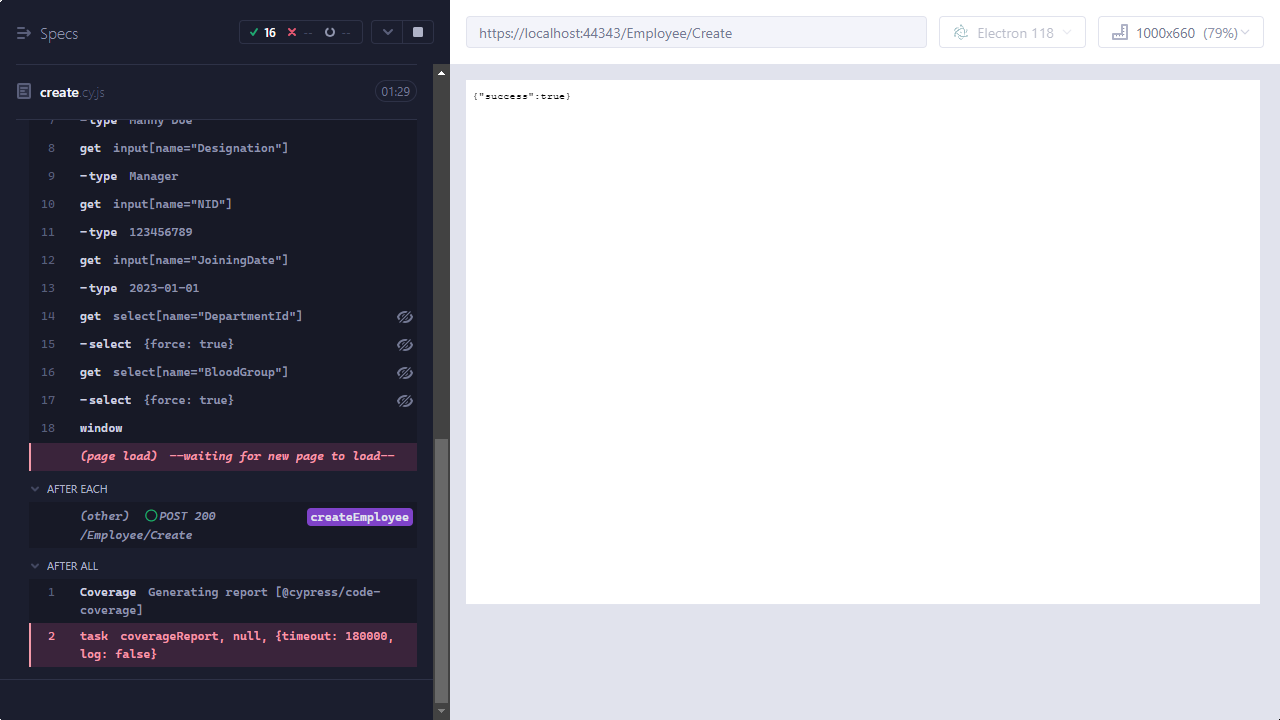 Specs
16 -- --
create.cy.js 01:29
7 -type Manny Doe
8 get input[name="Designation"]
9 -type Manager
10 get input[name="NID"]
11 -type 123456789
12 get input[name="JoiningDate"]
13 -type 2023-01-01
14 get select[name="DepartmentId"]
15 -select {force: true}
16 get select[name="BloodGroup"]
17 -select {force: true}
18 window
(page load) --waiting for new page to load--
AFTER EACH
(other) POST 200 createEmployee
/Employee/Create
AFTER ALL
1 Coverage Generating report [@cypress/code-
coverage]
2 task coverageReport, null, {timeout: 180000,
log: false}
https://localhost:44343/Employee/Create
Electron 118
1000x660 (79%)
{"success":true}